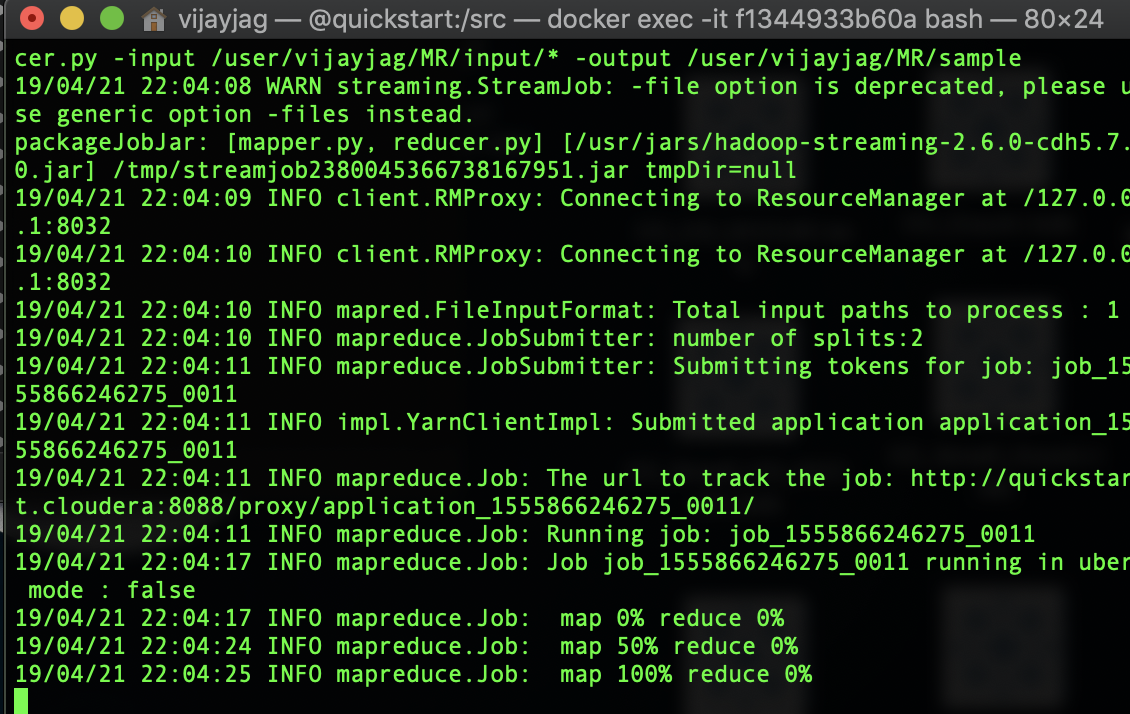 vijayjag — @quickstart:/src — docker exec -it f1344933b60a bash — 80×24
cer.py -input /user/vijayjag/MR/input/* -output /user/vijayjag/MR/sample
19/04/21 22:04:08 WARN streaming.StreamJob: -file option is deprecated, please u
se generic option -files instead.
packageJobJar: [mapper.py, reducer.py] [/usr/jars/hadoop-streaming-2.6.0-cdh5.7.
0.jar] /tmp/streamjob2380045366738167951.jar tmpDir=null
19/04/21 22:04:09 INFO client.RMProxy: Connecting to ResourceManager at /127.0.0
.1:8032
19/04/21 22:04:10 INFO client.RMProxy: Connecting to ResourceManager at /127.0.0
.1:8032
19/04/21 22:04:10 INFO mapred.FileInputFormat: Total input paths to process : 1
19/04/21 22:04:10 INFO mapreduce.JobSubmitter: number of splits:2
19/04/21 22:04:11 INFO mapreduce.JobSubmitter: Submitting tokens for job: job_15
55866246275_0011
19/04/21 22:04:11 INFO impl.YarnClientImpl: Submitted application application_15
55866246275_0011
19/04/21 22:04:11 INFO mapreduce.Job: The url to track the job: http://quickstar
t.cloudera:8088/proxy/application_1555866246275_0011/
19/04/21 22:04:11 INFO mapreduce.Job: Running job: job_1555866246275_0011
19/04/21 22:04:17 INFO mapreduce.Job: Job job_1555866246275_0011 running in uber
 mode : false
19/04/21 22:04:17 INFO mapreduce.Job:  map 0% reduce 0%
19/04/21 22:04:24 INFO mapreduce.Job:  map 50% reduce 0%
19/04/21 22:04:25 INFO mapreduce.Job:  map 100% reduce 0%